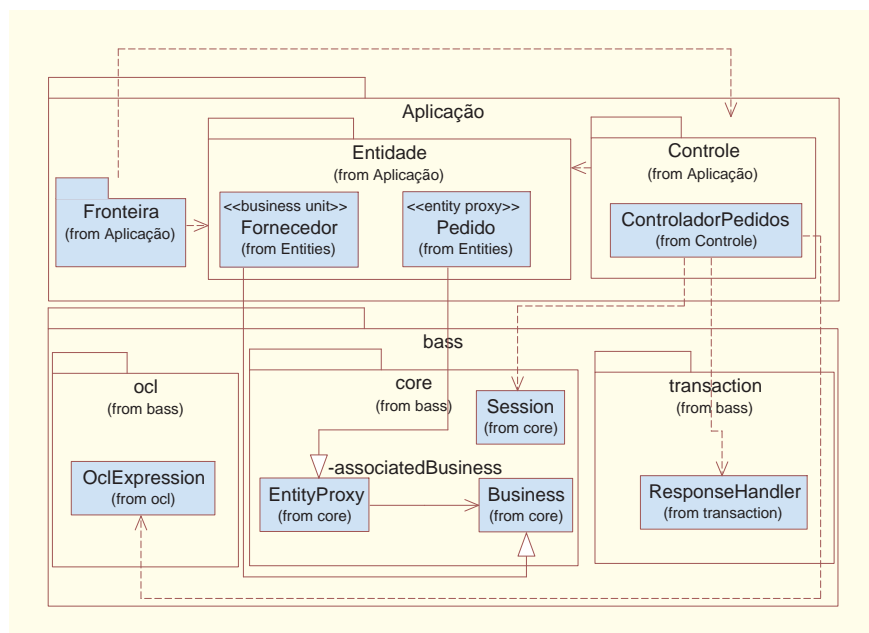 Aplicação
Entidade
(from Aplicação)
Controle
(from Aplicação)
Fronteira
(from Aplicação)
<<business unit>>
Fornecedor
(from Entities)
<<entity proxy>>
Pedido
(from Entities)
ControladorPedidos
(from Controle)
bass
ocl
(from bass)
core
(from bass)
Session
(from core)
transaction
(from bass)
-associatedBusiness
OclExpression
(from ocl)
EntityProxy
(from core)
Business
(from core)
ResponseHandler
(from transaction)